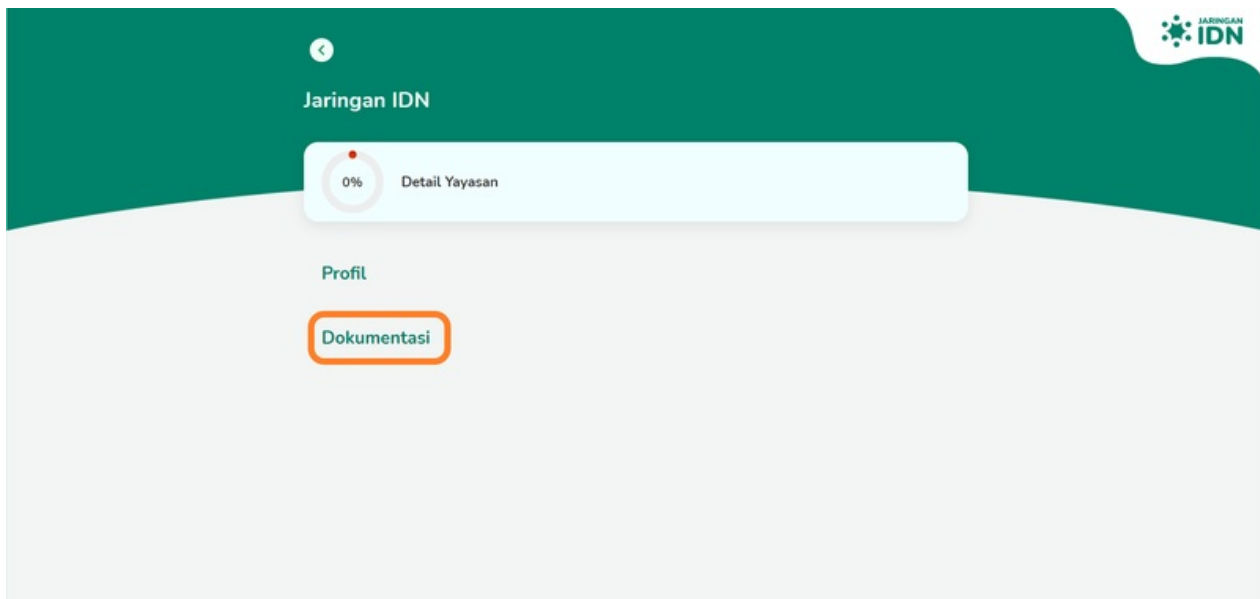 JARINGAN
IDN
Jaringan IDN
0%
Detail Yayasan
Profil
Dokumentasi